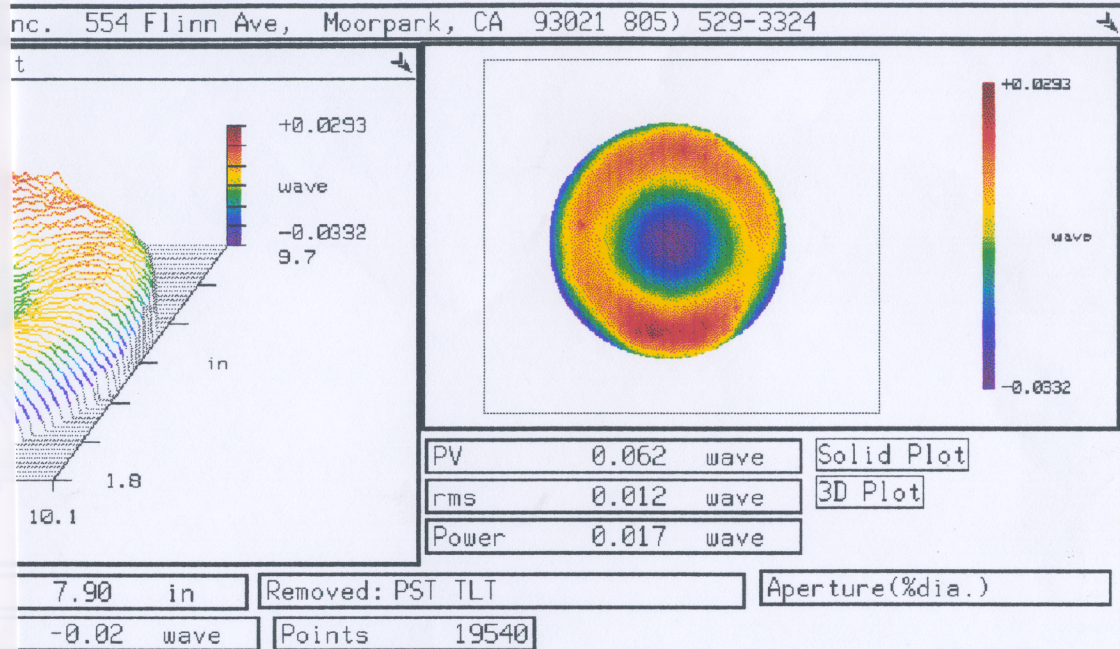 nc. 554 Flinn Ave, Moorpark, CA 93021 805) 529-3324
t
+0.0293
wave
-0.0332
9.7
in
1.8
10.1
+0.0293
wave
-0.0332
PV 0.062 wave
rms 0.012 wave
Power 0.017 wave
Solid Plot
3D Plot
7.90 in
Removed: PST TLT
Aperture(%dia.)
-0.02 wave
Points 19540